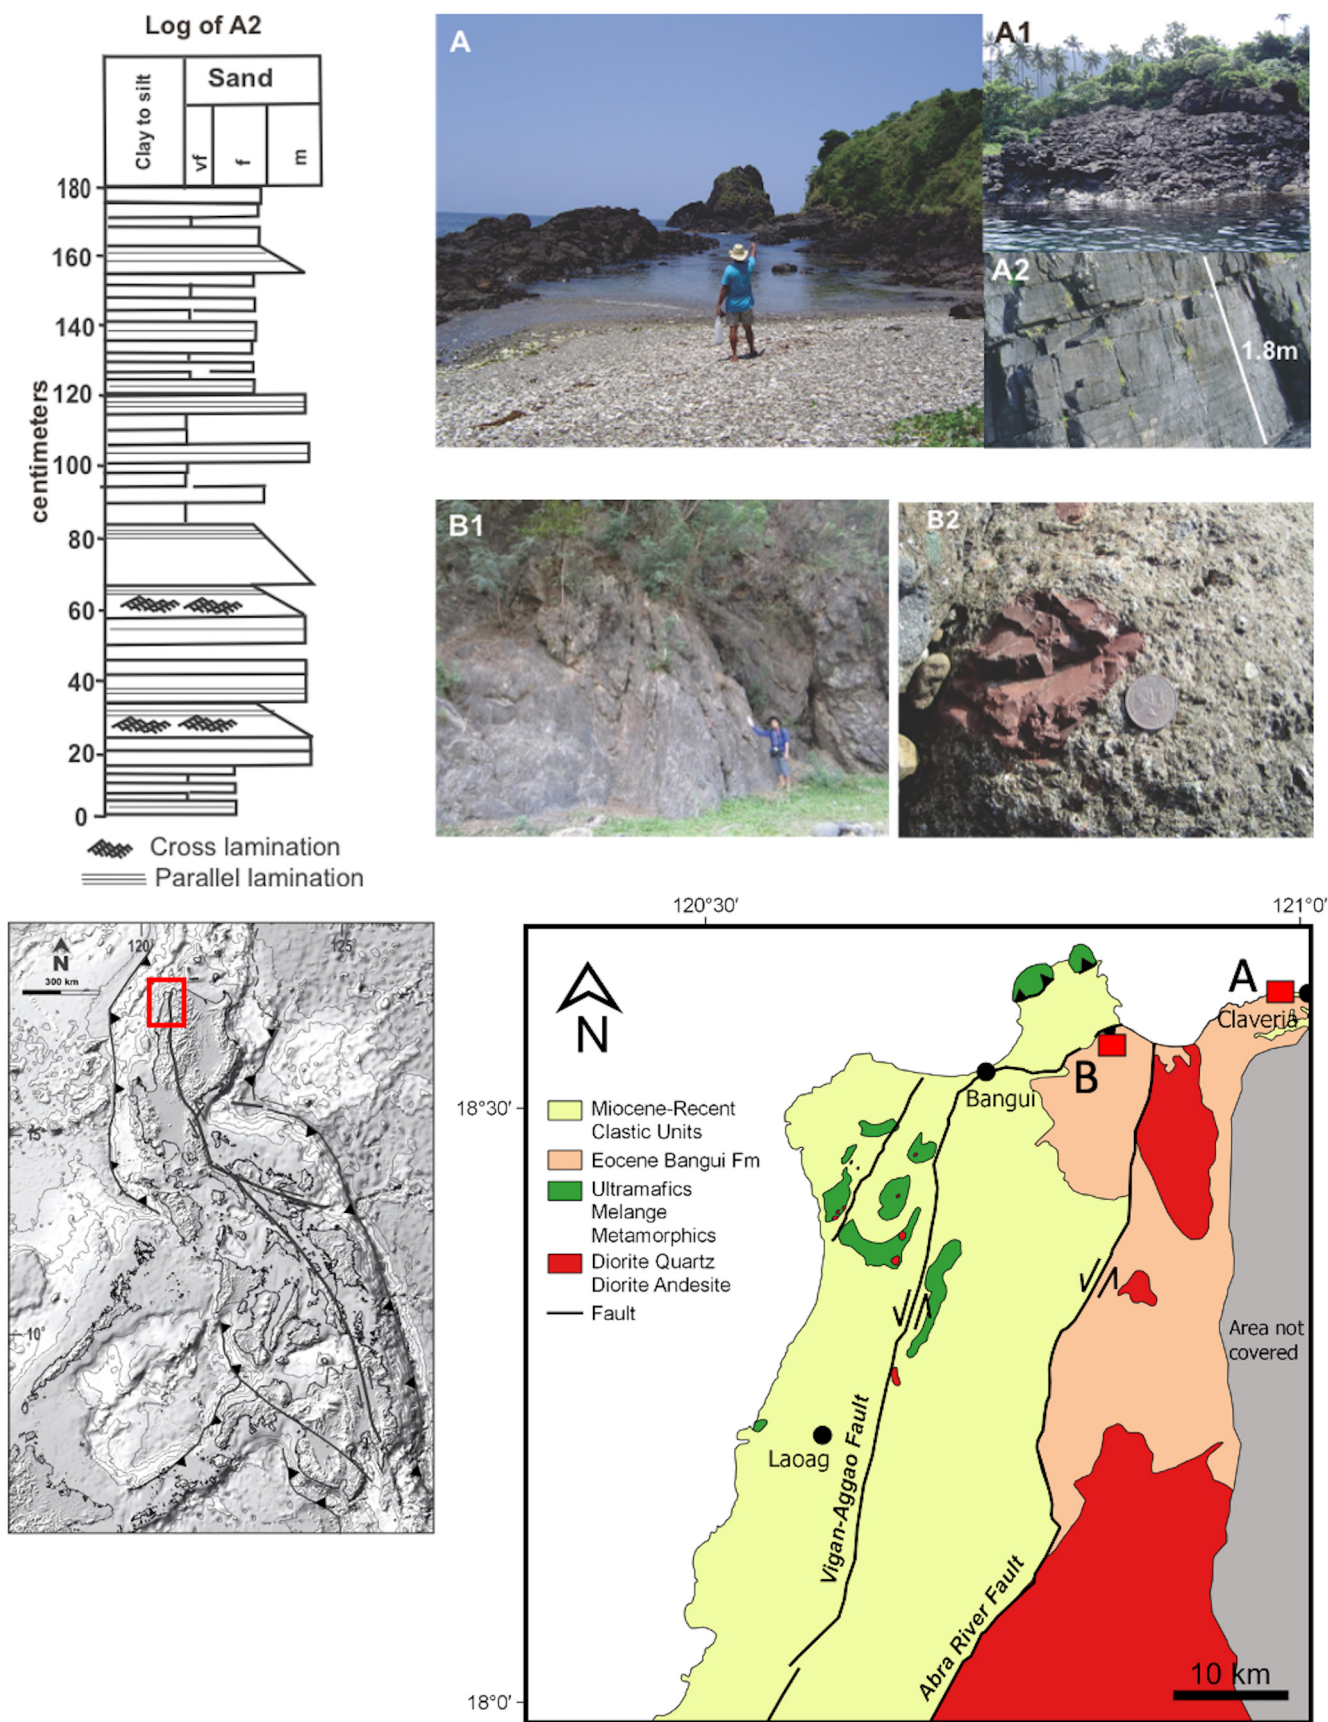 Log of A2
Clay to silt
Sand
vf
f
m
180
160
140
120
100
80
60
40
20
0
centimeters
Cross lamination
Parallel lamination
A
A1
A2
1.8m
B1
B2
N
300 km
120°
125°
15°
10°
120°30'
121°0'
18°30'
18°0'
N
A
Claveria
B
Bangui
Miocene-Recent
Clastic Units
Eocene Bangui Fm
Ultramafics
Melange
Metamorphics
Diorite Quartz
Diorite Andesite
Fault
Area not
covered
Laoag
Vigan-Aggao Fault
Abra River Fault
10 km